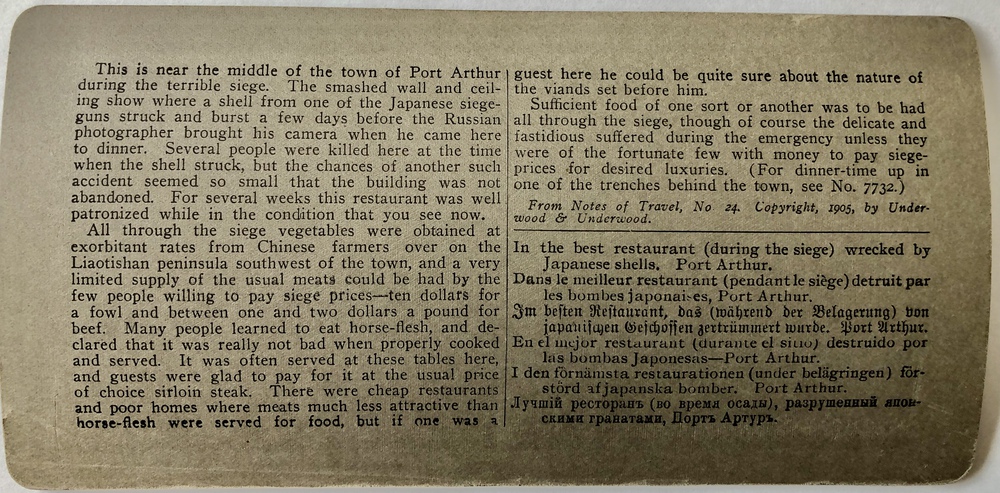 This is near the middle of the town of Port Arthur
during the terrible siege. The smashed wall and ceil-
ing show where a shell from one of the Japanese siege-
guns struck and burst a few days before the Russian
photographer brought his camera when he came here
to dinner. Several people were killed here at the time
when the shell struck, but the chances of another such
accident seemed so small that the building was not
abandoned. For several weeks this restaurant was well
patronized while in the condition that you see now.
All through the siege vegetables were obtained at
exorbitant rates from Chinese farmers over on the
Liaotishan peninsula southwest of the town, and a very
limited supply of the usual meats could be had by the
few people willing to pay siege prices—ten dollars for
a fowl and between one and two dollars a pound for
beef. Many people learned to eat horse-flesh, and de-
clared that it was really not bad when properly cooked
and served. It was often served at these tables here,
and guests were glad to pay for it at the usual price
of choice sirloin steak. There were cheap restaurants
and poor homes where meats much less attractive than
horse-flesh were served for food, but if one was a
guest here he could be quite sure about the nature of
the viands set before him.
Sufficient food of one sort or another was to be had
all through the siege, though of course the delicate and
fastidious suffered during the emergency unless they
were of the fortunate few with money to pay siege-
prices for desired luxuries. (For dinner-time up in
one of the trenches behind the town, see No. 7732.)
From Notes of Travel, No 24. Copyright, 1905, by Under-
wood & Underwood.
In the best restaurant (during the siege) wrecked by
Japanese shells. Port Arthur.
Dans le meilleur restaurant (pendant le siège) detruit par
les bombes japonaises, Port Arthur.
Im besten Restaurant, das (während der Belagerung) von
japanischen Geschossen zertrümmert wurde. Port Arthur.
En el mejor restaurant (durante el sitio) destruido por
las bombas Japonesas—Port Arthur.
I den förnämsta restaurationen (under belägringen) för-
störd af japanska bomber. Port Arthur.
Лучшій ресторанъ (во время осады), разрушенный япон-
скими гранатами, Портъ Артуръ.